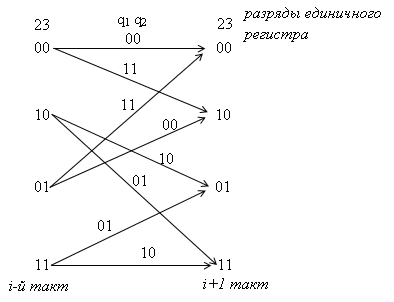 23 q1 q2 23 разряды единичного
00 00 00 регистра
11
10 11 10
00
10
01 01 01
01
10
11 11
i-й такт i+1 такт